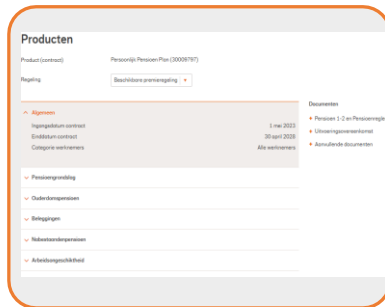 Producten
Product (contract) Persoonlijk Pensioen Plan (30009797)
Regeling Beschikbare premieregeling
Algemeen
Ingangsdatum contract 1 mei 2023
Einddatum contract 30 april 2028
Categorie werknemers Alle werknemers
Pensioengrondslag
Ouderdomspensioen
Beleggingen
Nabestaandenpensioen
Arbeidsongeschiktheid
Documenten
Pensioen 1-2 en Pensioenregle
Uitvoeringsovereenkomst
Aanvullende documenten